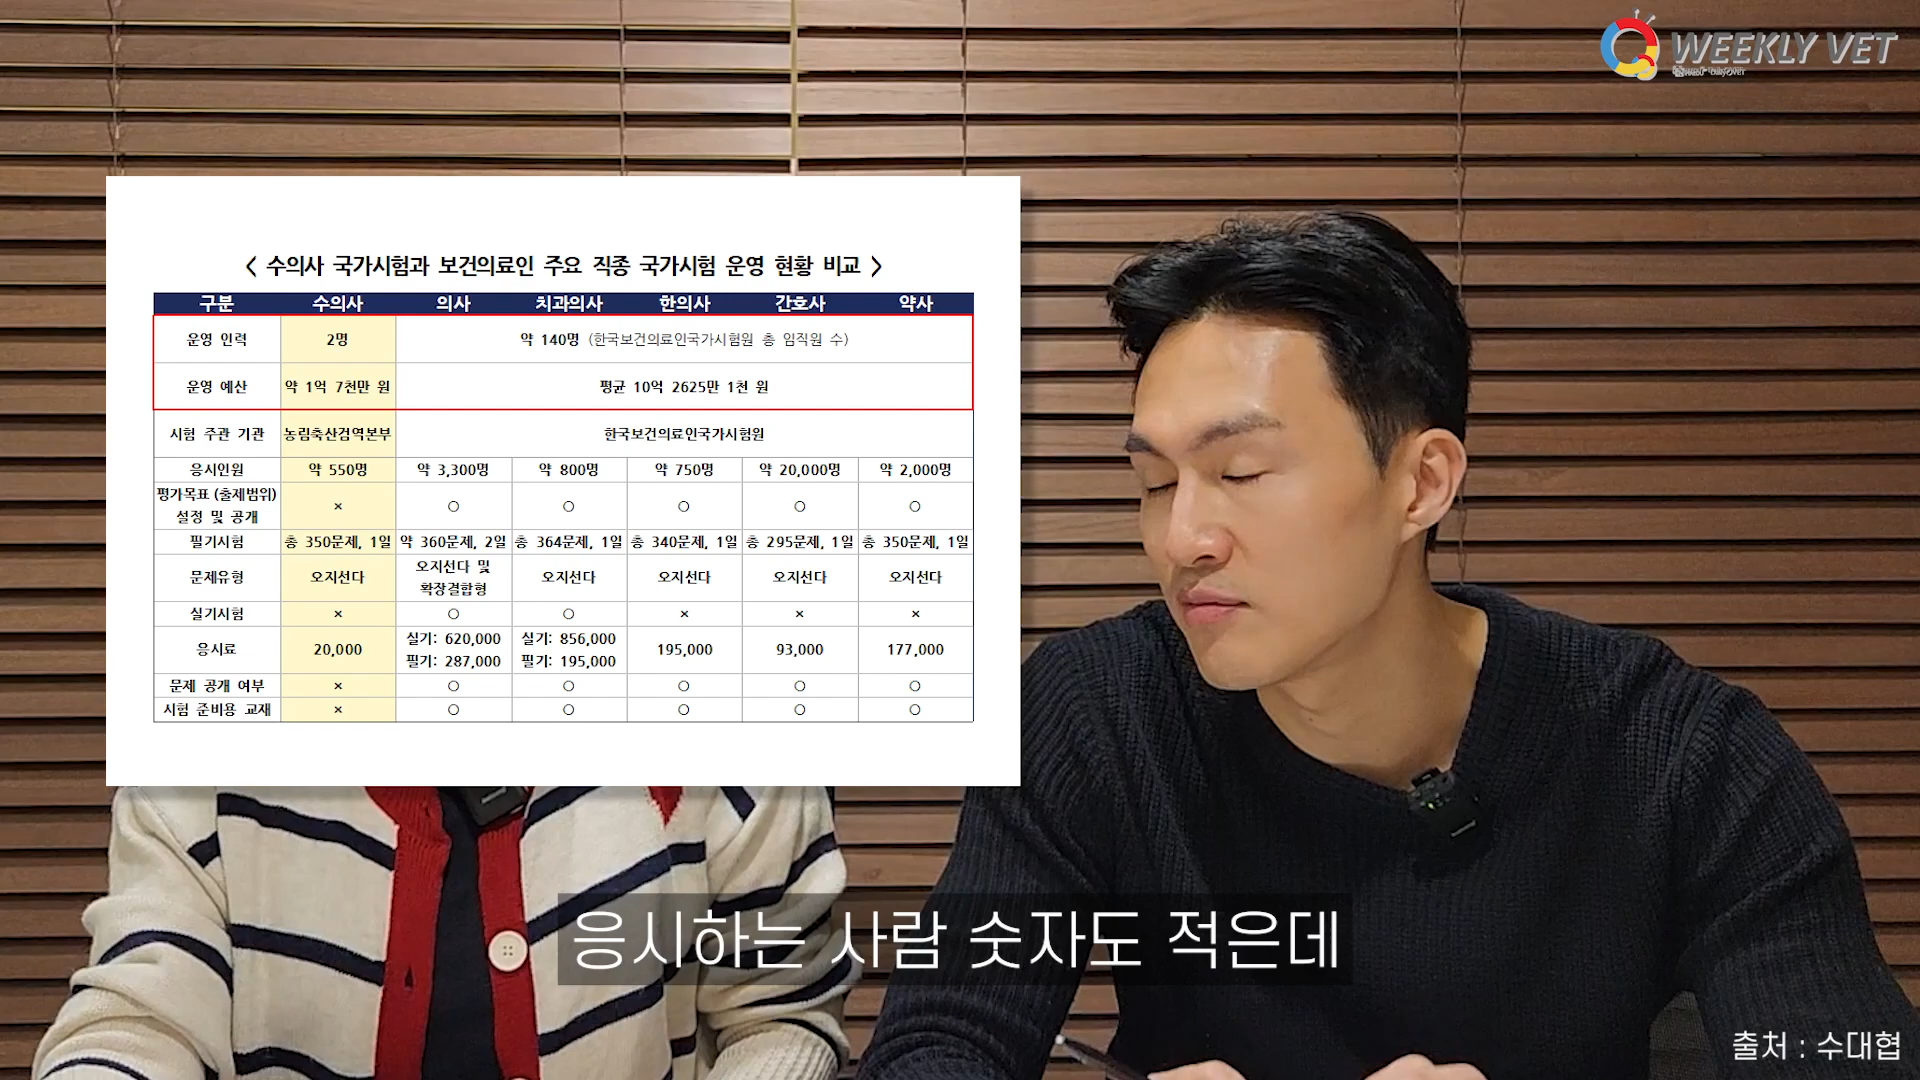 WEEKLY VET
< 수의사 국가시험과 보건의료인 주요 직종 국가시험 운영 현황 비교 >
구분 수의사 의사 치과의사 한의사 간호사 약사
운영 인력 2명 약 140명 (한국보건의료인국가시험원 총 임직원 수)
운영 예산 약 1억 7천만 원 평균 10억 2625만 1천 원
시험 주관 기관 농림축산검역본부 한국보건의료인국가시험원
응시인원 약 550명 약 3,300명 약 800명 약 750명 약 20,000명 약 2,000명
평가목표(출제범위) 설정 및 공개 × ○ ○ ○ ○ ○
필기시험 총 350문제, 1일 약 360문제, 2일 총 364문제, 1일 총 340문제, 1일 총 295문제, 1일 총 350문제, 1일
문제유형 오지선다 오지선다 및 확장결합형 오지선다 오지선다 오지선다 오지선다
실기시험 × ○ ○ × × ×
응시료 20,000 실기: 620,000 필기: 287,000 실기: 856,000 필기: 195,000 195,000 93,000 177,000
문제 공개 여부 × ○ ○ ○ ○ ○
시험 준비용 교재 × ○ ○ ○ ○ ○
응시하는 사람 숫자도 적은데
출처 : 수대협